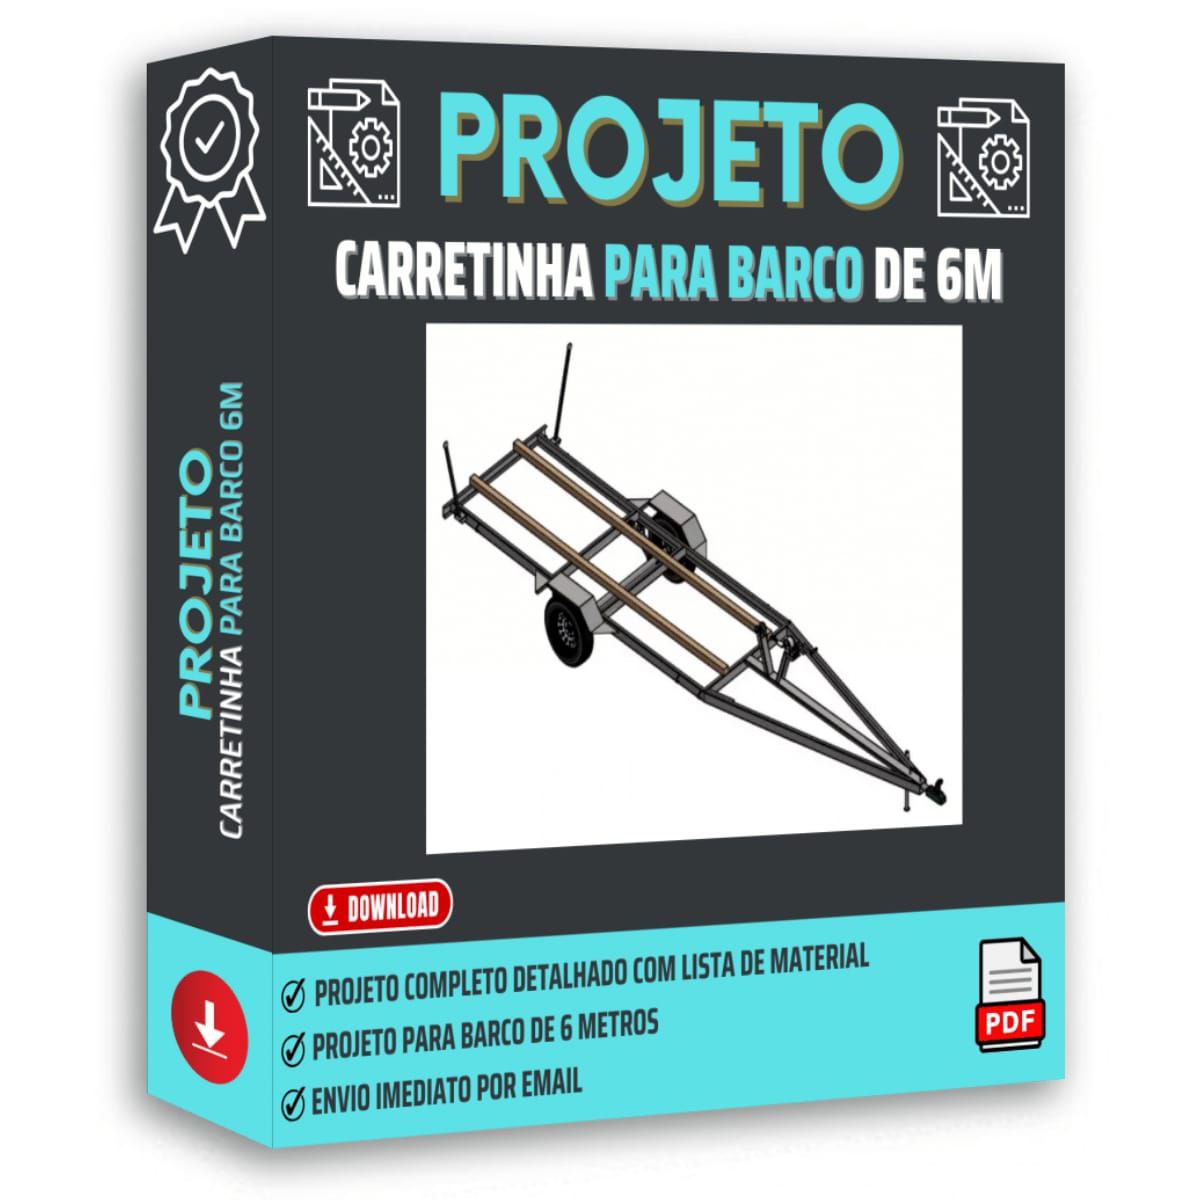 PROJETO
CARRETINHA PARA BARCO DE 6M
PROJETO
CARRETINHA PARA BARCO 6M
DOWNLOAD
PROJETO COMPLETO DETALHADO COM LISTA DE MATERIAL
PROJETO PARA BARCO DE 6 METROS
ENVIO IMEDIATO POR EMAIL
PDF